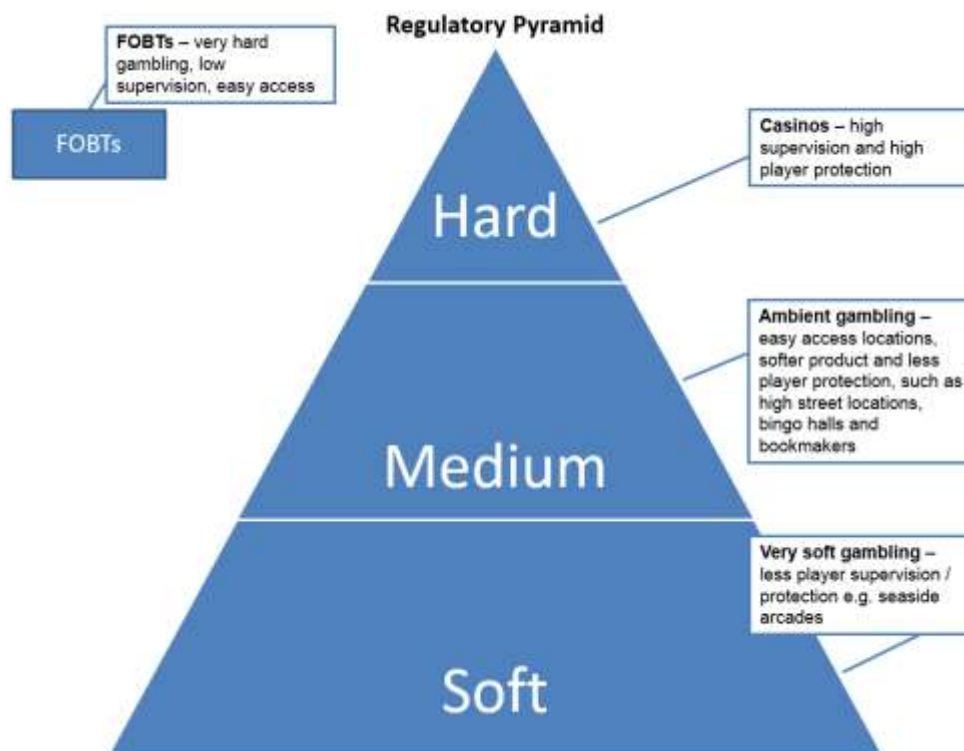 Regulatory Pyramid
FOBTs – very hard
gambling, low
supervision, easy access
FOBTs
Casinos – high
supervision and high
player protection
Hard
Ambient gambling –
easy access locations,
softer product and less
player protection, such as
high street locations,
bingo halls and
bookmakers
Medium
Very soft gambling –
less player supervision /
protection e.g. seaside
arcades
Soft